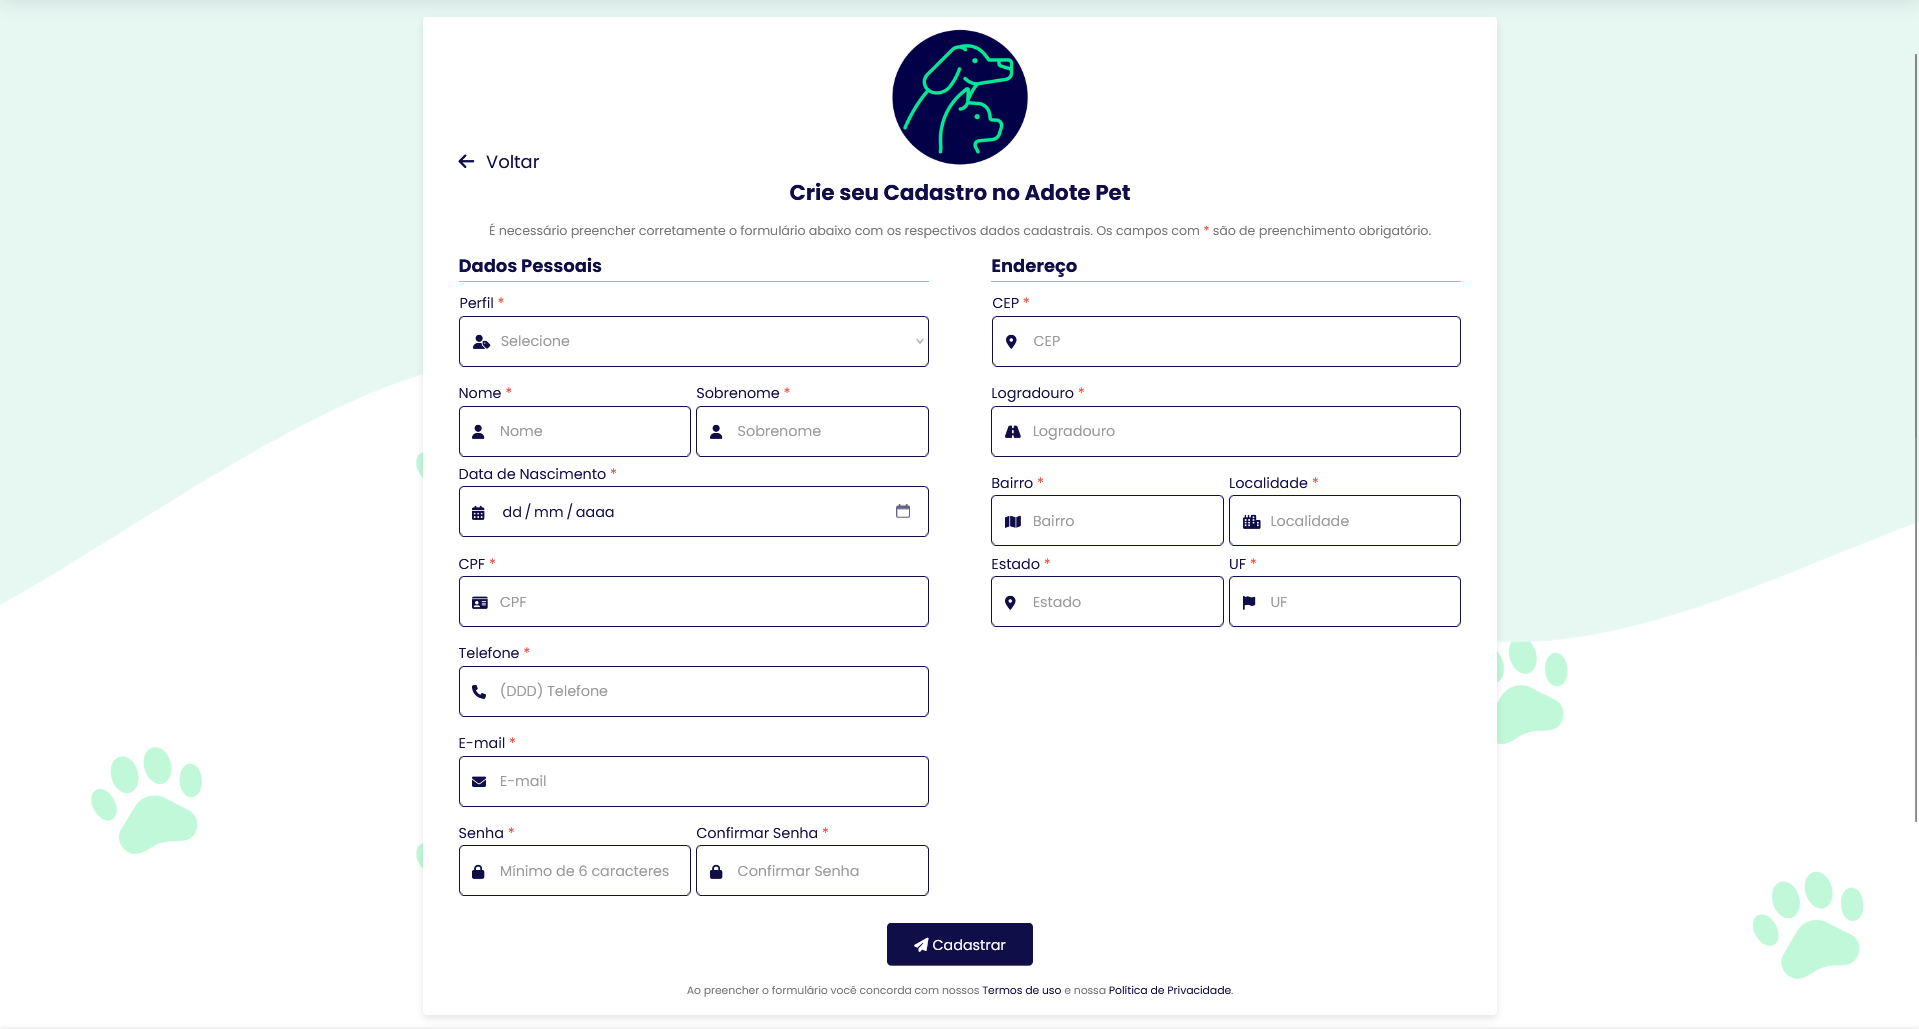 Voltar
Crie seu Cadastro no Adote Pet
É necessário preencher corretamente o formulário abaixo com os respectivos dados cadastrais. Os campos com * são de preenchimento obrigatório.
Dados Pessoais
Perfil *
Selecione
Nome * Sobrenome *
Nome Sobrenome
Data de Nascimento *
dd / mm / aaaa
CPF *
CPF
Telefone *
(DDD) Telefone
E-mail *
E-mail
Senha * Confirmar Senha *
Mínimo de 6 caracteres Confirmar Senha
Endereço
CEP *
CEP
Logradouro *
Logradouro
Bairro * Localidade *
Bairro Localidade
Estado * UF *
Estado UF
Cadastrar
Ao preencher o formulário você concorda com nossos Termos de uso e nossa Política de Privacidade.